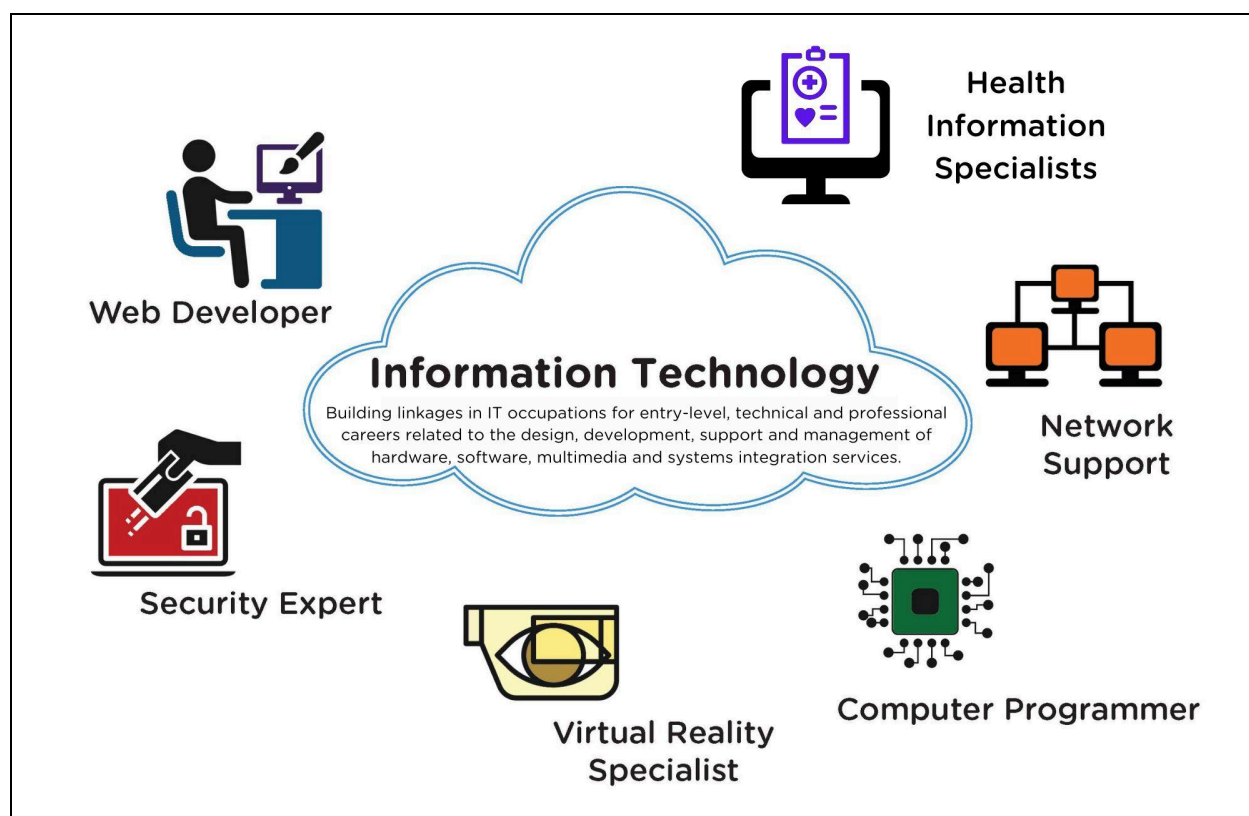 Health
Information
Specialists
Web Developer
Information Technology
Building linkages in IT occupations for entry-level, technical and professional
careers related to the design, development, support and management of
hardware, software, multimedia and systems integration services.
Network
Support
Security Expert
Computer Programmer
Virtual Reality
Specialist